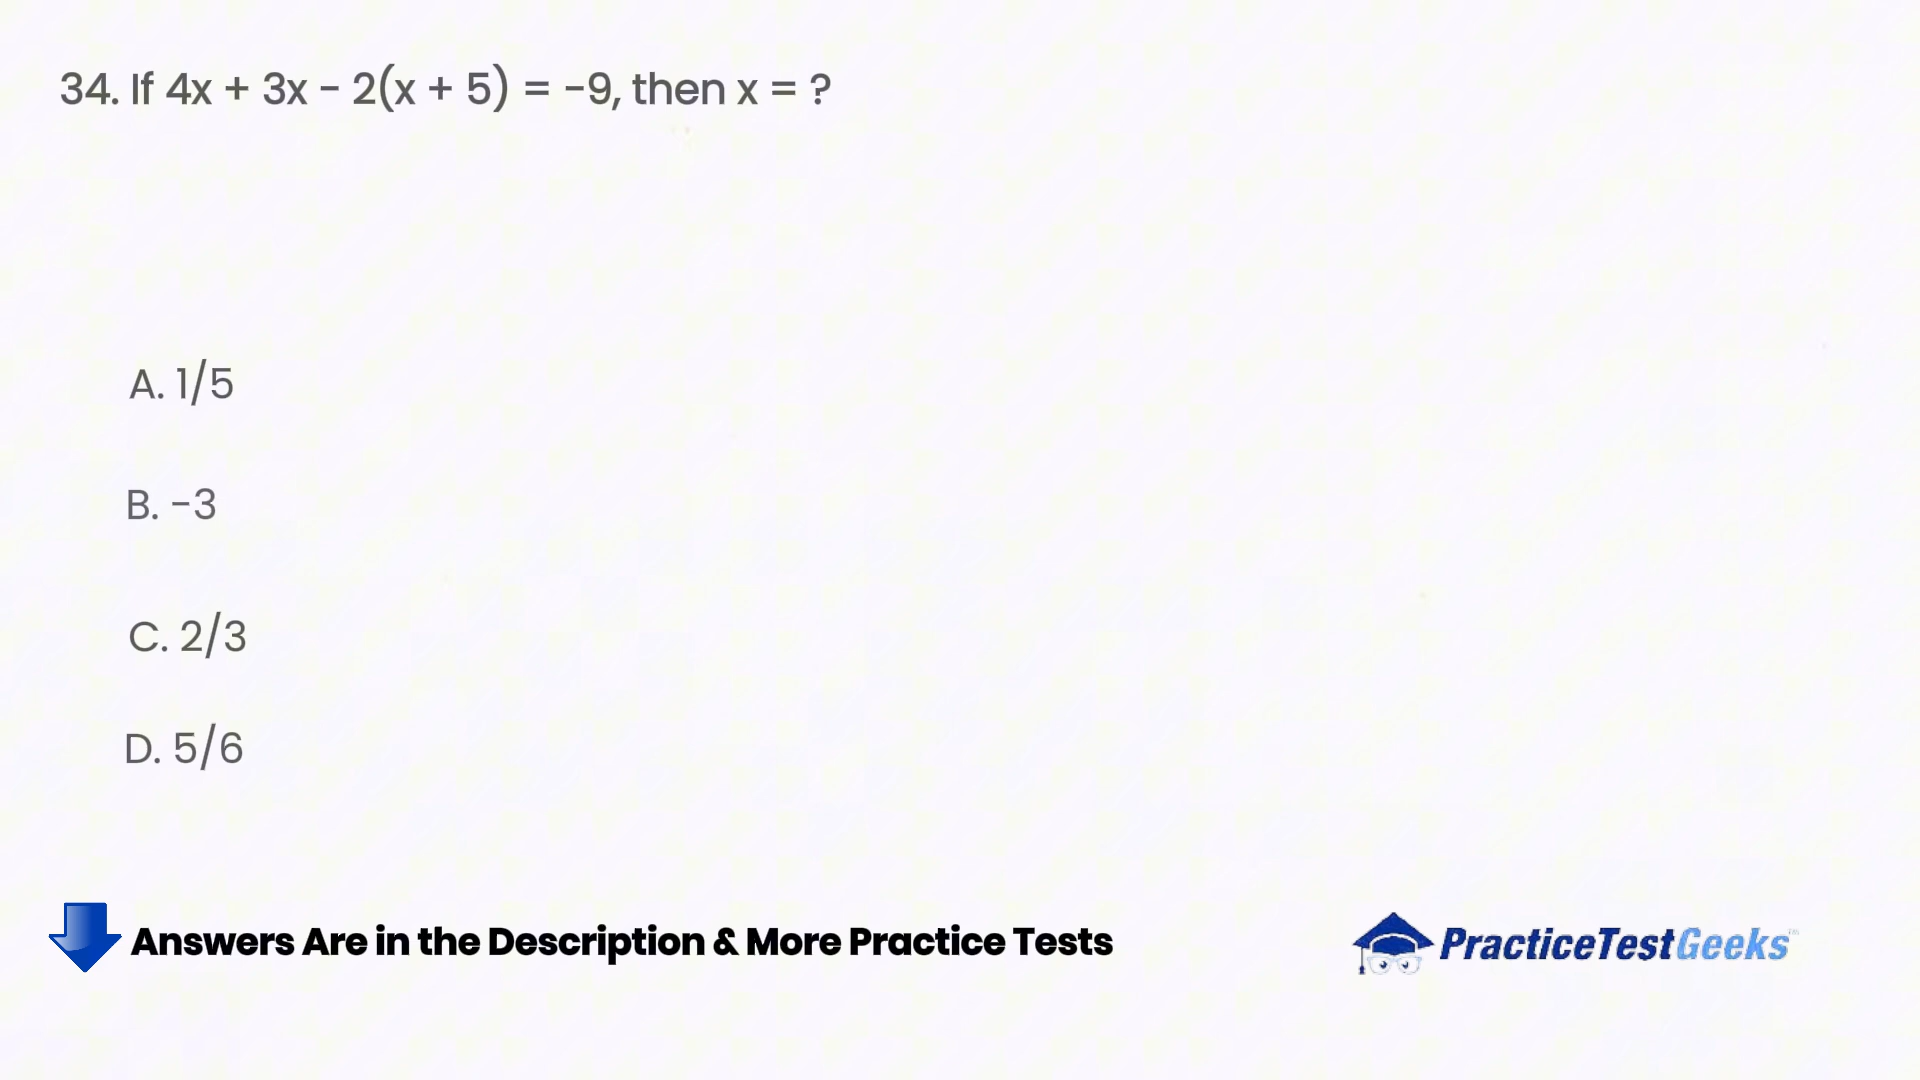 34. If 4x + 3x - 2(x + 5) = -9, then x = ?
A. 1/5
B. -3
C. 2/3
D. 5/6
Answers Are in the Description & More Practice Tests
PracticeTestGeeks